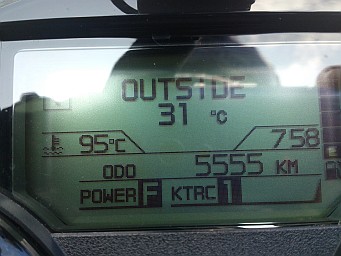 OUTSIDE
31 °C
95°C 758
ODO 5555 KM
POWER F KTRC 1